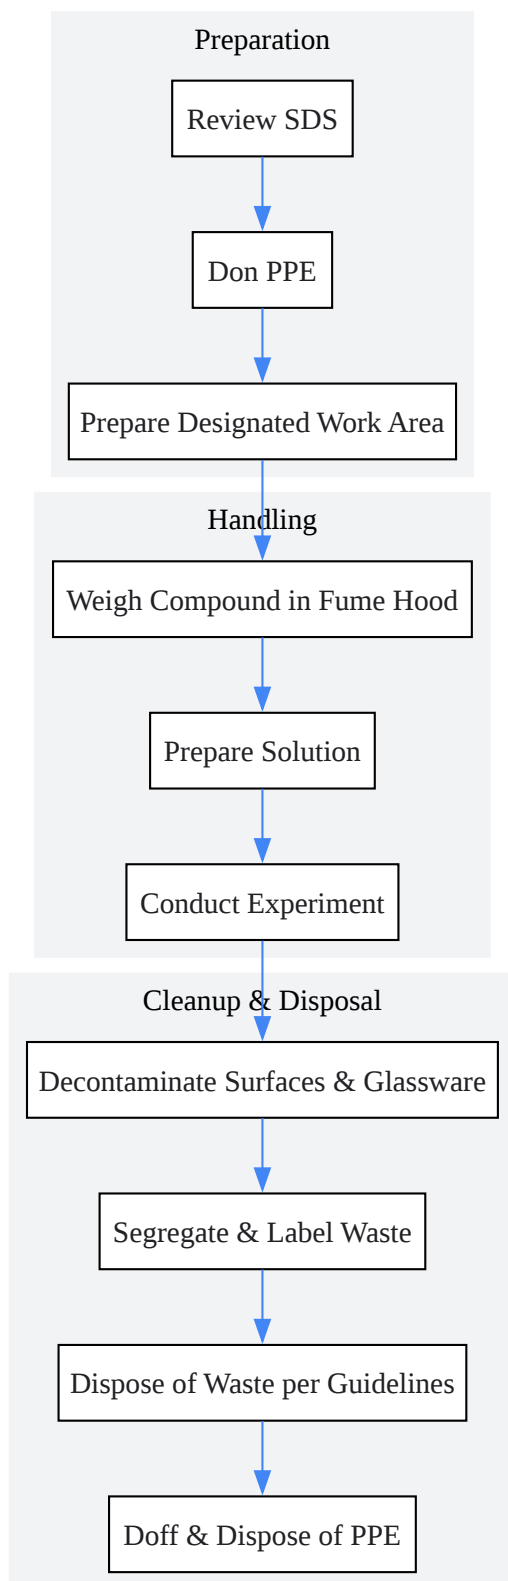 Preparation
Review SDS
Don PPE
Prepare Designated Work Area
Handling
Weigh Compound in Fume Hood
Prepare Solution
Conduct Experiment
Cleanup & Disposal
Decontaminate Surfaces & Glassware
Segregate & Label Waste
Dispose of Waste per Guidelines
Doff & Dispose of PPE